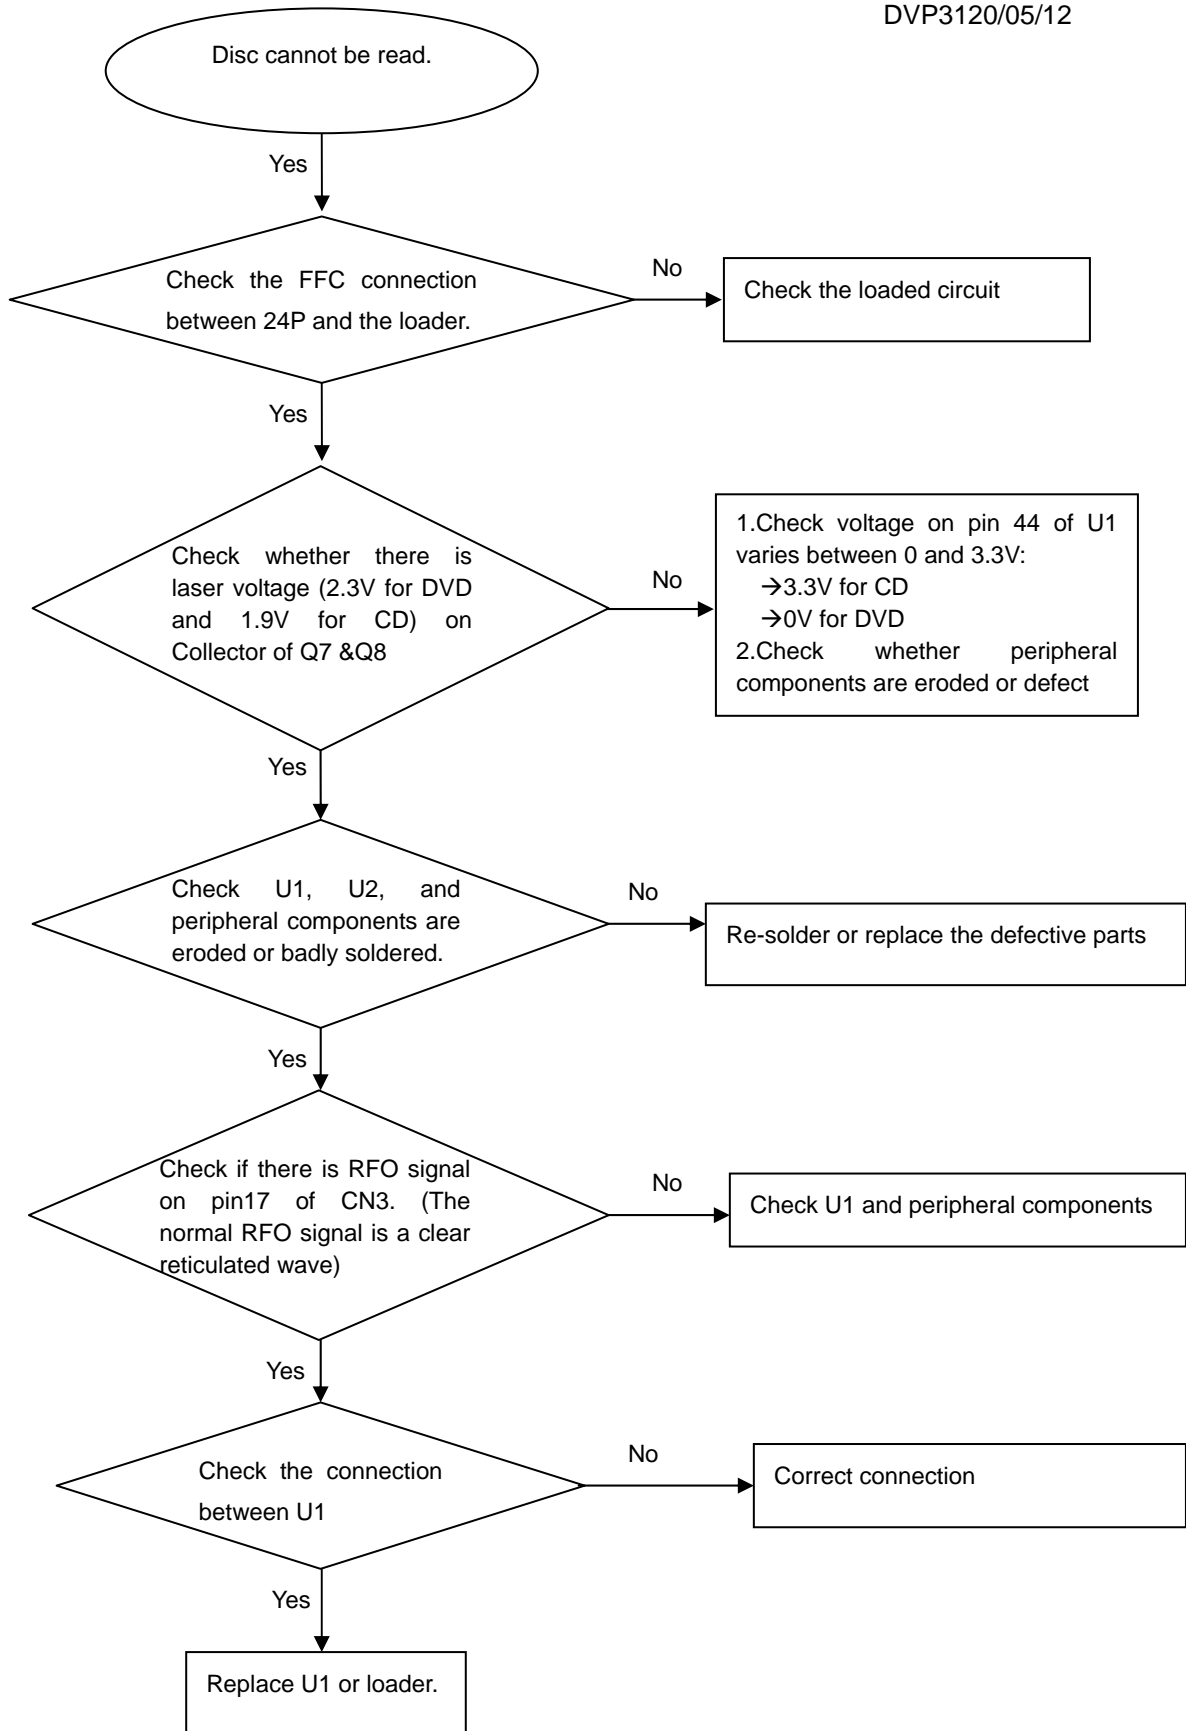 DVP3120/05/12
Disc cannot be read.
Yes
Check the FFC connection
between 24P and the loader.
No
Check the loaded circuit
Yes
Check whether there is
laser voltage (2.3V for DVD
and 1.9V for CD) on
Collector of Q7 &Q8
No
1.Check voltage on pin 44 of U1
varies between 0 and 3.3V:
→3.3V for CD
→0V for DVD
2.Check whether peripheral
components are eroded or defect
Yes
Check U1, U2, and
peripheral components are
eroded or badly soldered.
No
Re-solder or replace the defective parts
Yes
Check if there is RFO signal
on pin17 of CN3. (The
normal RFO signal is a clear
reticulated wave)
No
Check U1 and peripheral components
Yes
Check the connection
between U1
No
Correct connection
Yes
Replace U1 or loader.